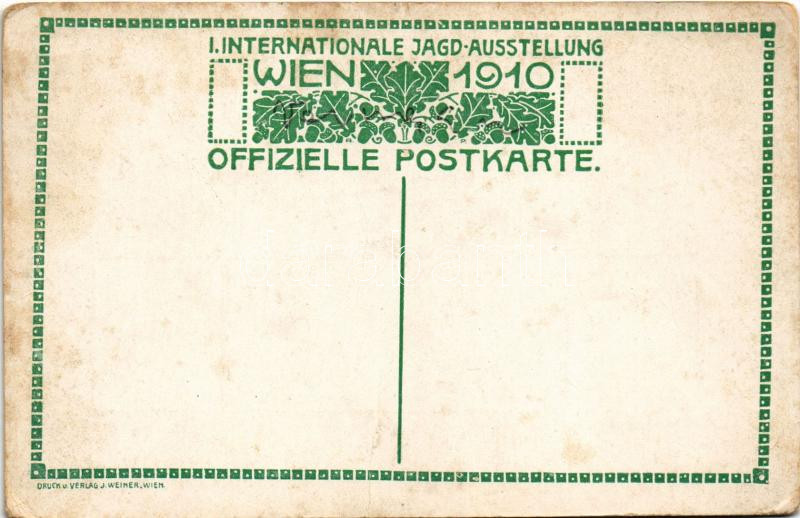 I. INTERNATIONALE JAGD-AUSSTELLUNG
WIEN 1910
OFFIZIELLE POSTKARTE.
DRUCK u. VERLAG J. WEINER, WIEN.